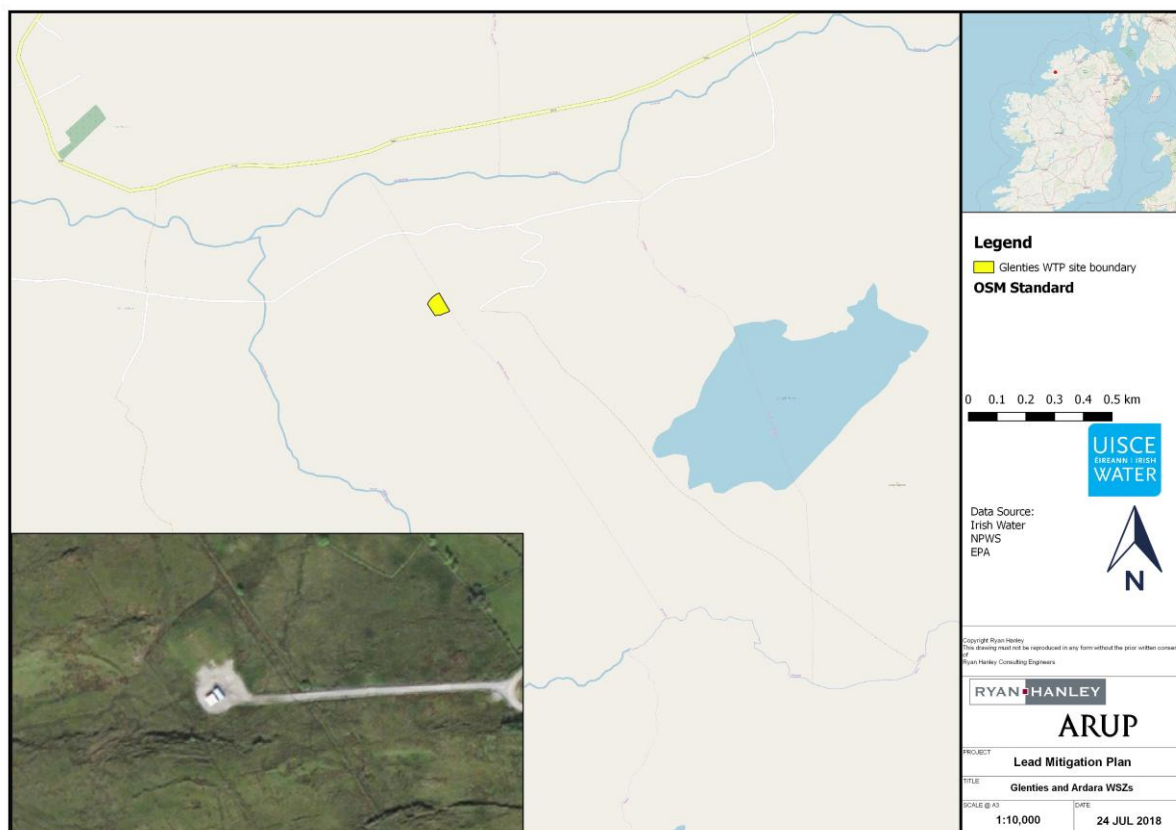 Legend
Glenties WTP site boundary
OSM Standard
0 0.1 0.2 0.3 0.4 0.5 km
UISCE
ÉIREANN : IRISH
WATER
Data Source:
Irish Water
NPWS
EPA
N
Copyright Ryan Hanley
This drawing must not be reproduced in any form without the prior written consent
of
Ryan Hanley Consulting Engineers
RYAN HANLEY
ARUP
PROJECT
Lead Mitigation Plan
TITLE
Glenties and Ardara WSZs
SCALE @ A3
1:10,000
DATE
24 JUL 2018